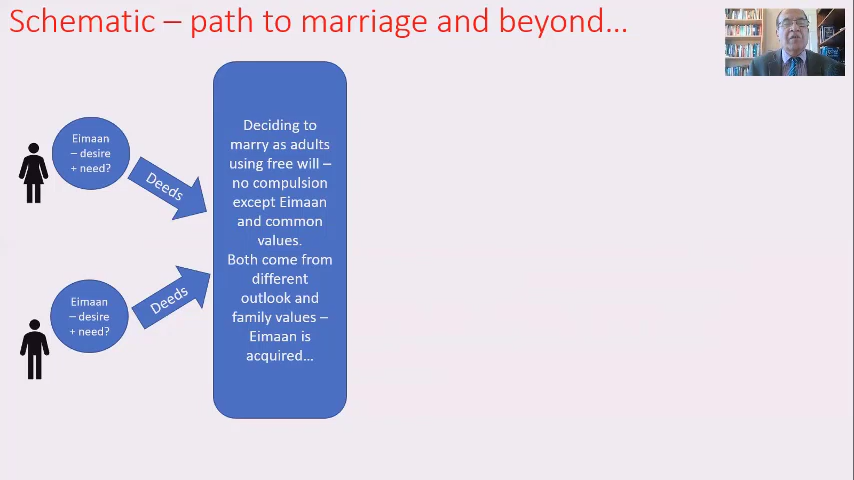 Schematic – path to marriage and beyond...
Eimaan
– desire
+ need?
Deeds
Deciding to
marry as adults
using free will –
no compulsion
except Eimaan
and common
values.
Both come from
different
outlook and
family values –
Eimaan is
acquired...
Eimaan
– desire
+ need?
Deeds